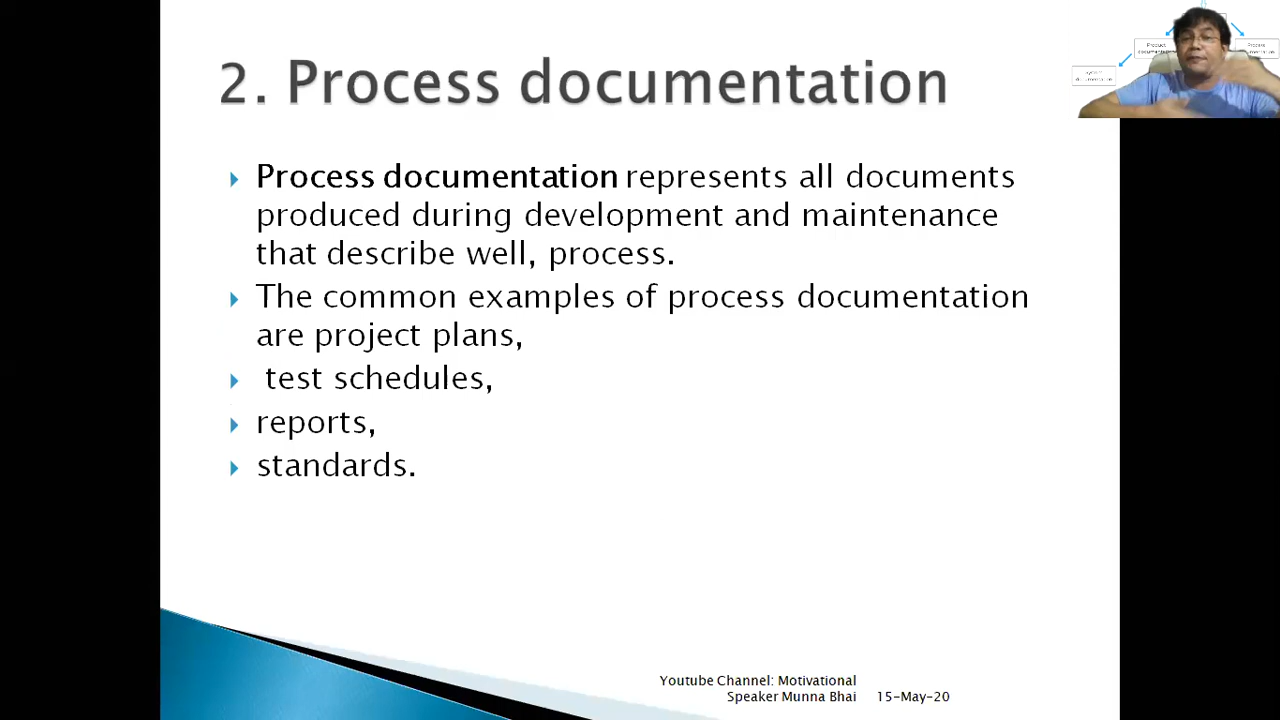 2. Process documentation
Process documentation represents all documents
produced during development and maintenance
that describe well, process.
The common examples of process documentation
are project plans,
test schedules,
reports,
standards.
Youtube Channel: Motivational
Speaker Munna Bhai 15-May-20
Product
Process